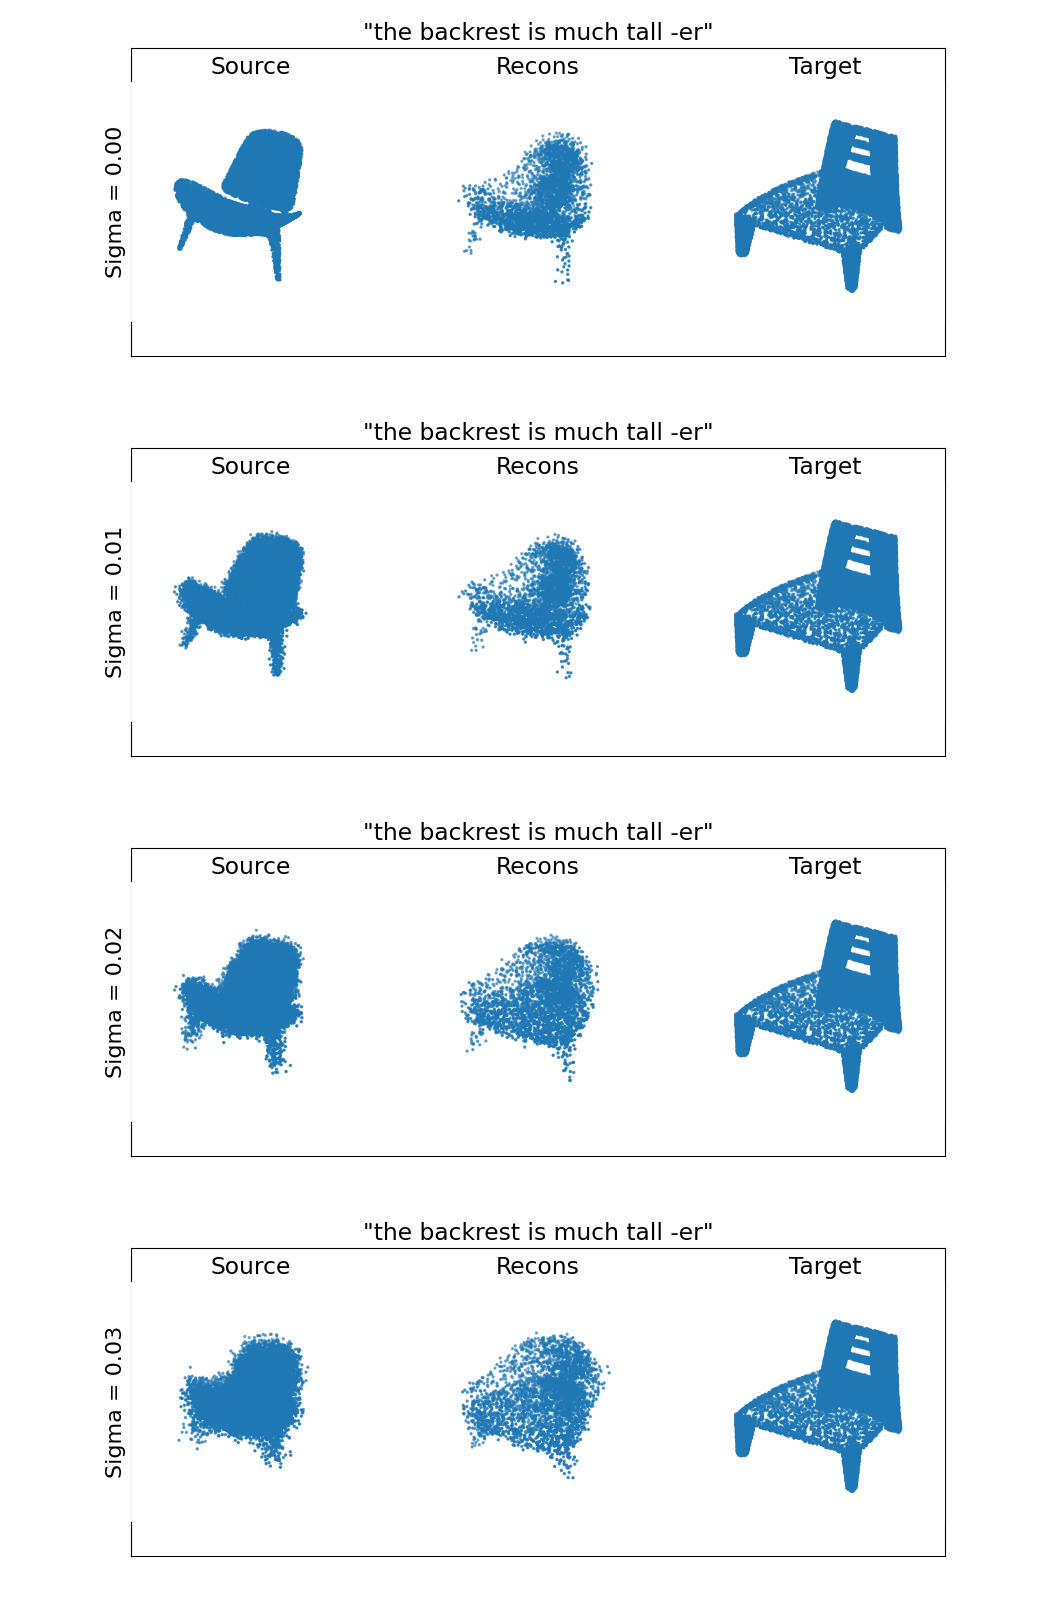 "the backrest is much tall -er"
Source Recons Target
Sigma = 0.00
"the backrest is much tall -er"
Source Recons Target
Sigma = 0.01
"the backrest is much tall -er"
Source Recons Target
Sigma = 0.02
"the backrest is much tall -er"
Source Recons Target
Sigma = 0.03